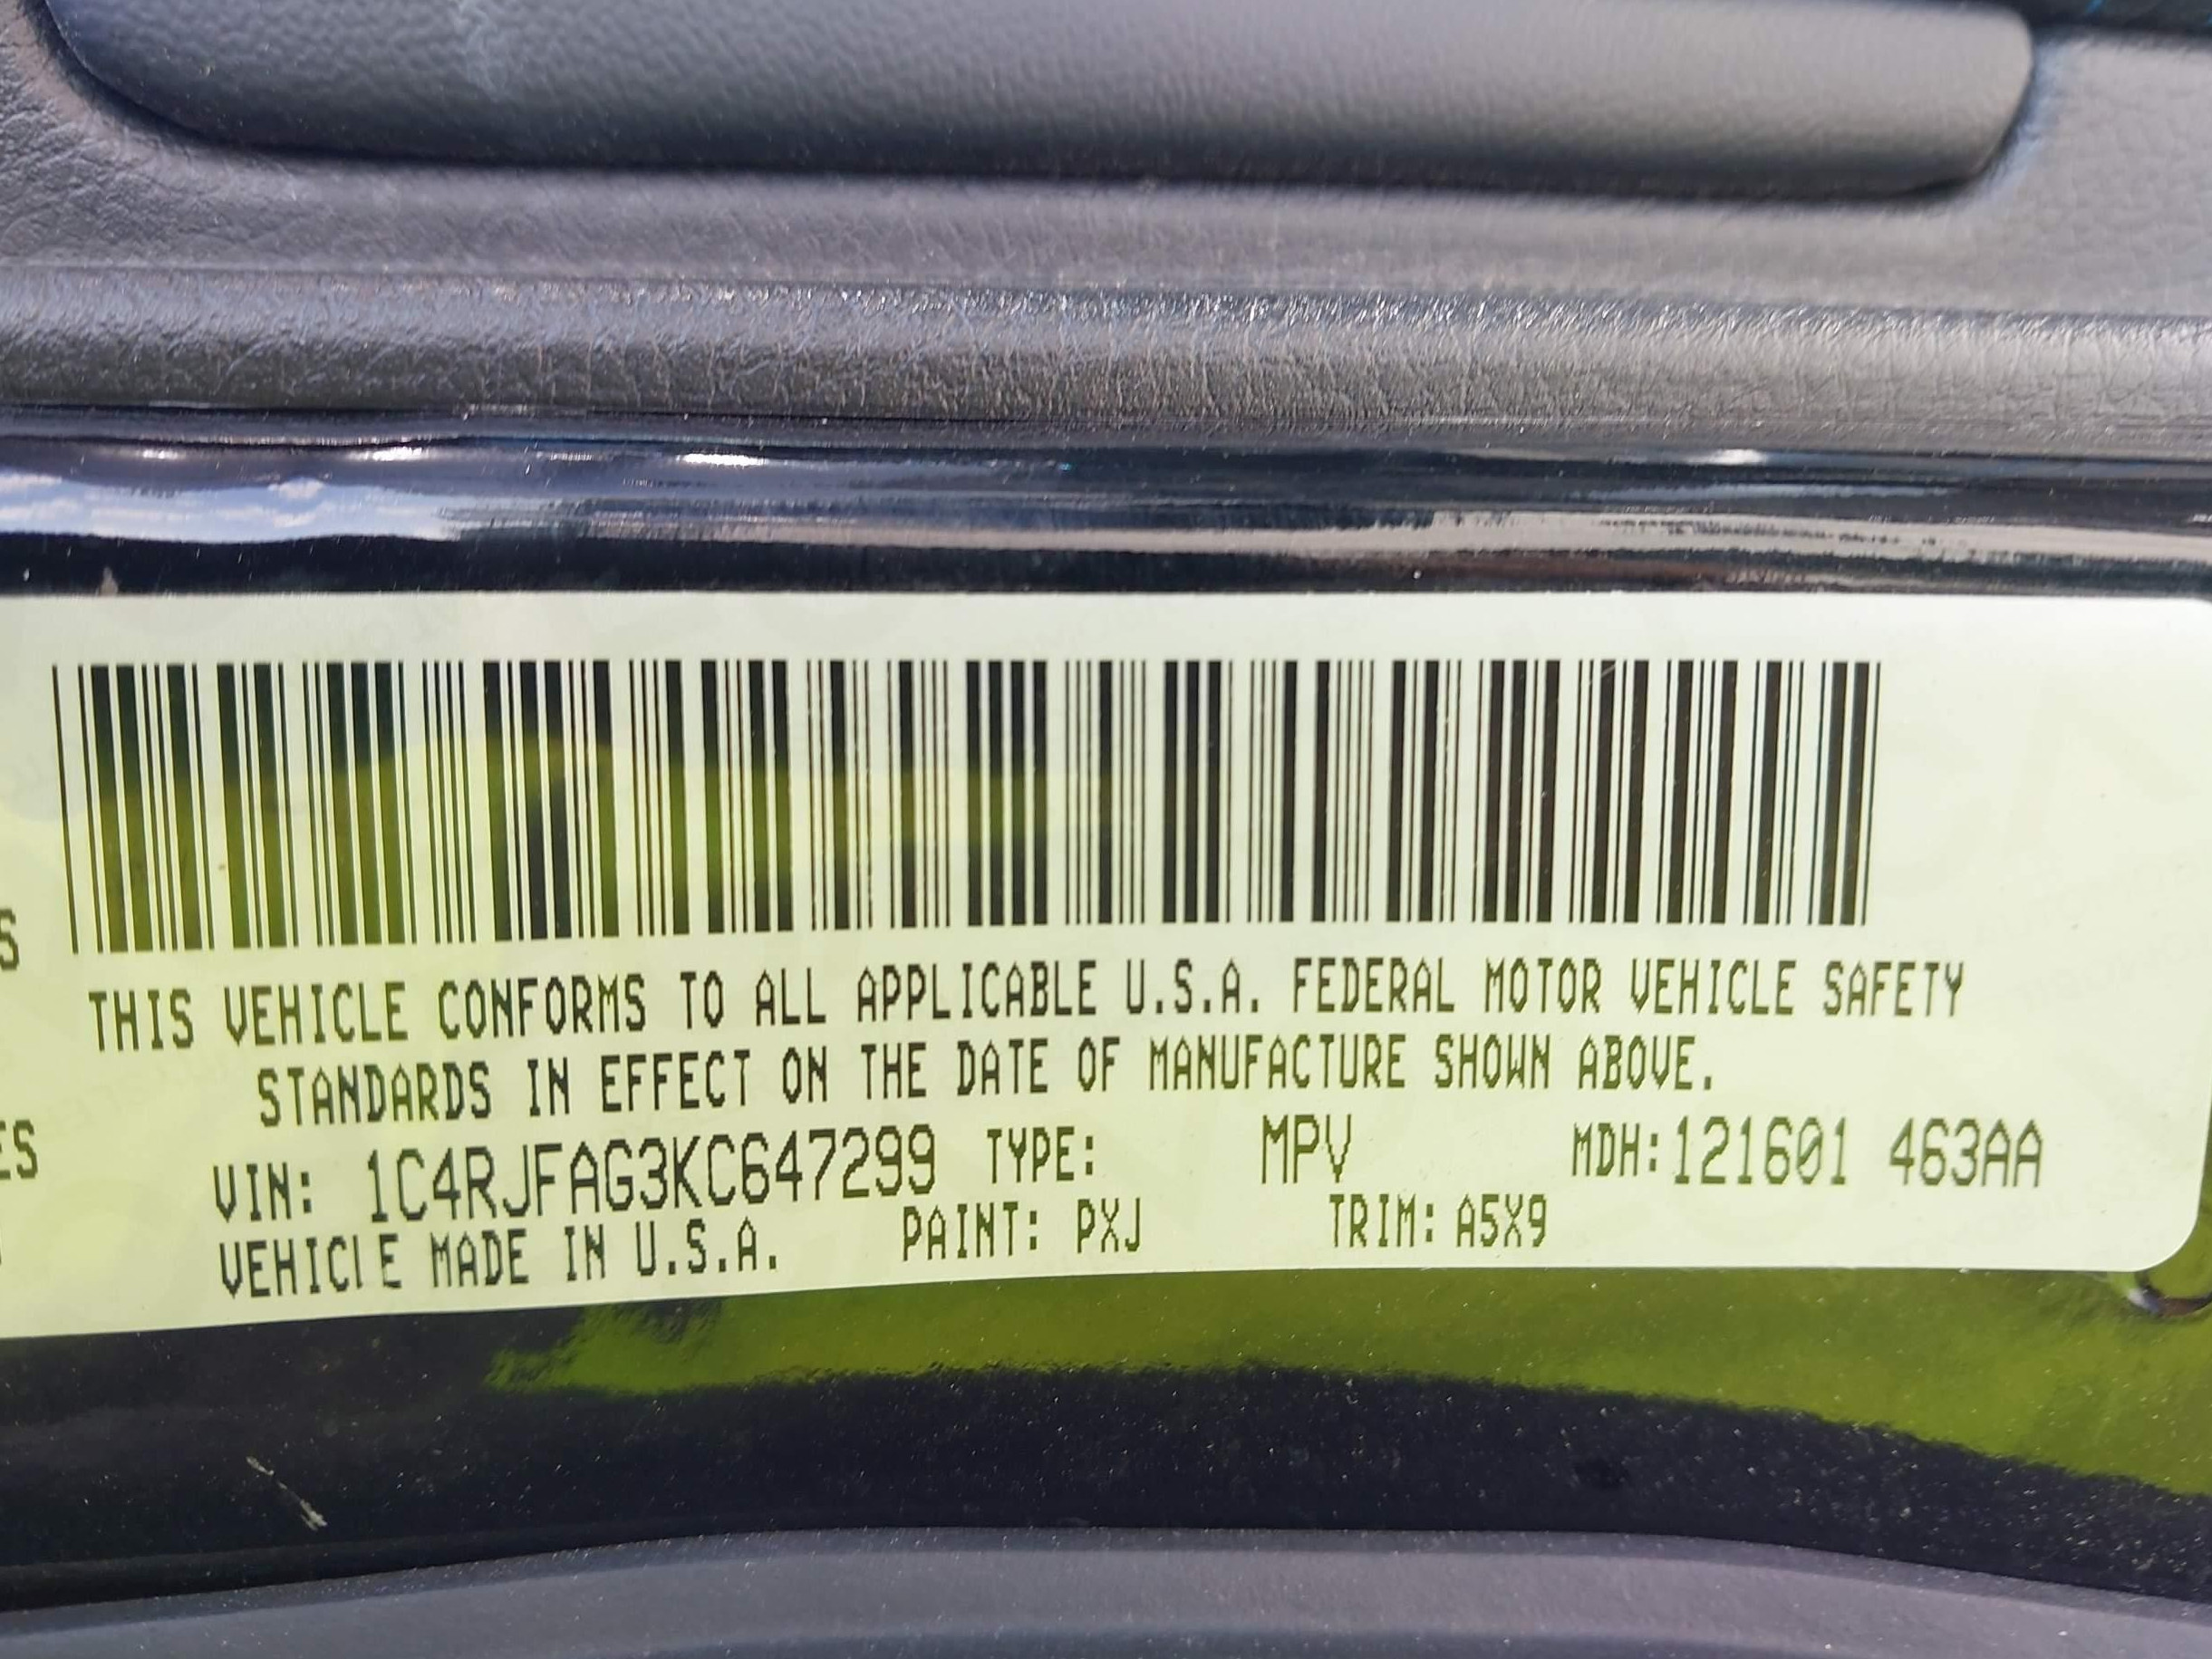 S
THIS VEHICLE CONFORMS TO ALL APPLICABLE U.S.A. FEDERAL MOTOR VEHICLE SAFETY
STANDARDS IN EFFECT ON THE DATE OF MANUFACTURE SHOWN ABOVE.
ES
VIN: 1C4RJFAG3KC647299 TYPE: MPV MDH:121601 463AA
VEHICLE MADE IN U.S.A. PAINT: PXJ TRIM: A5X9